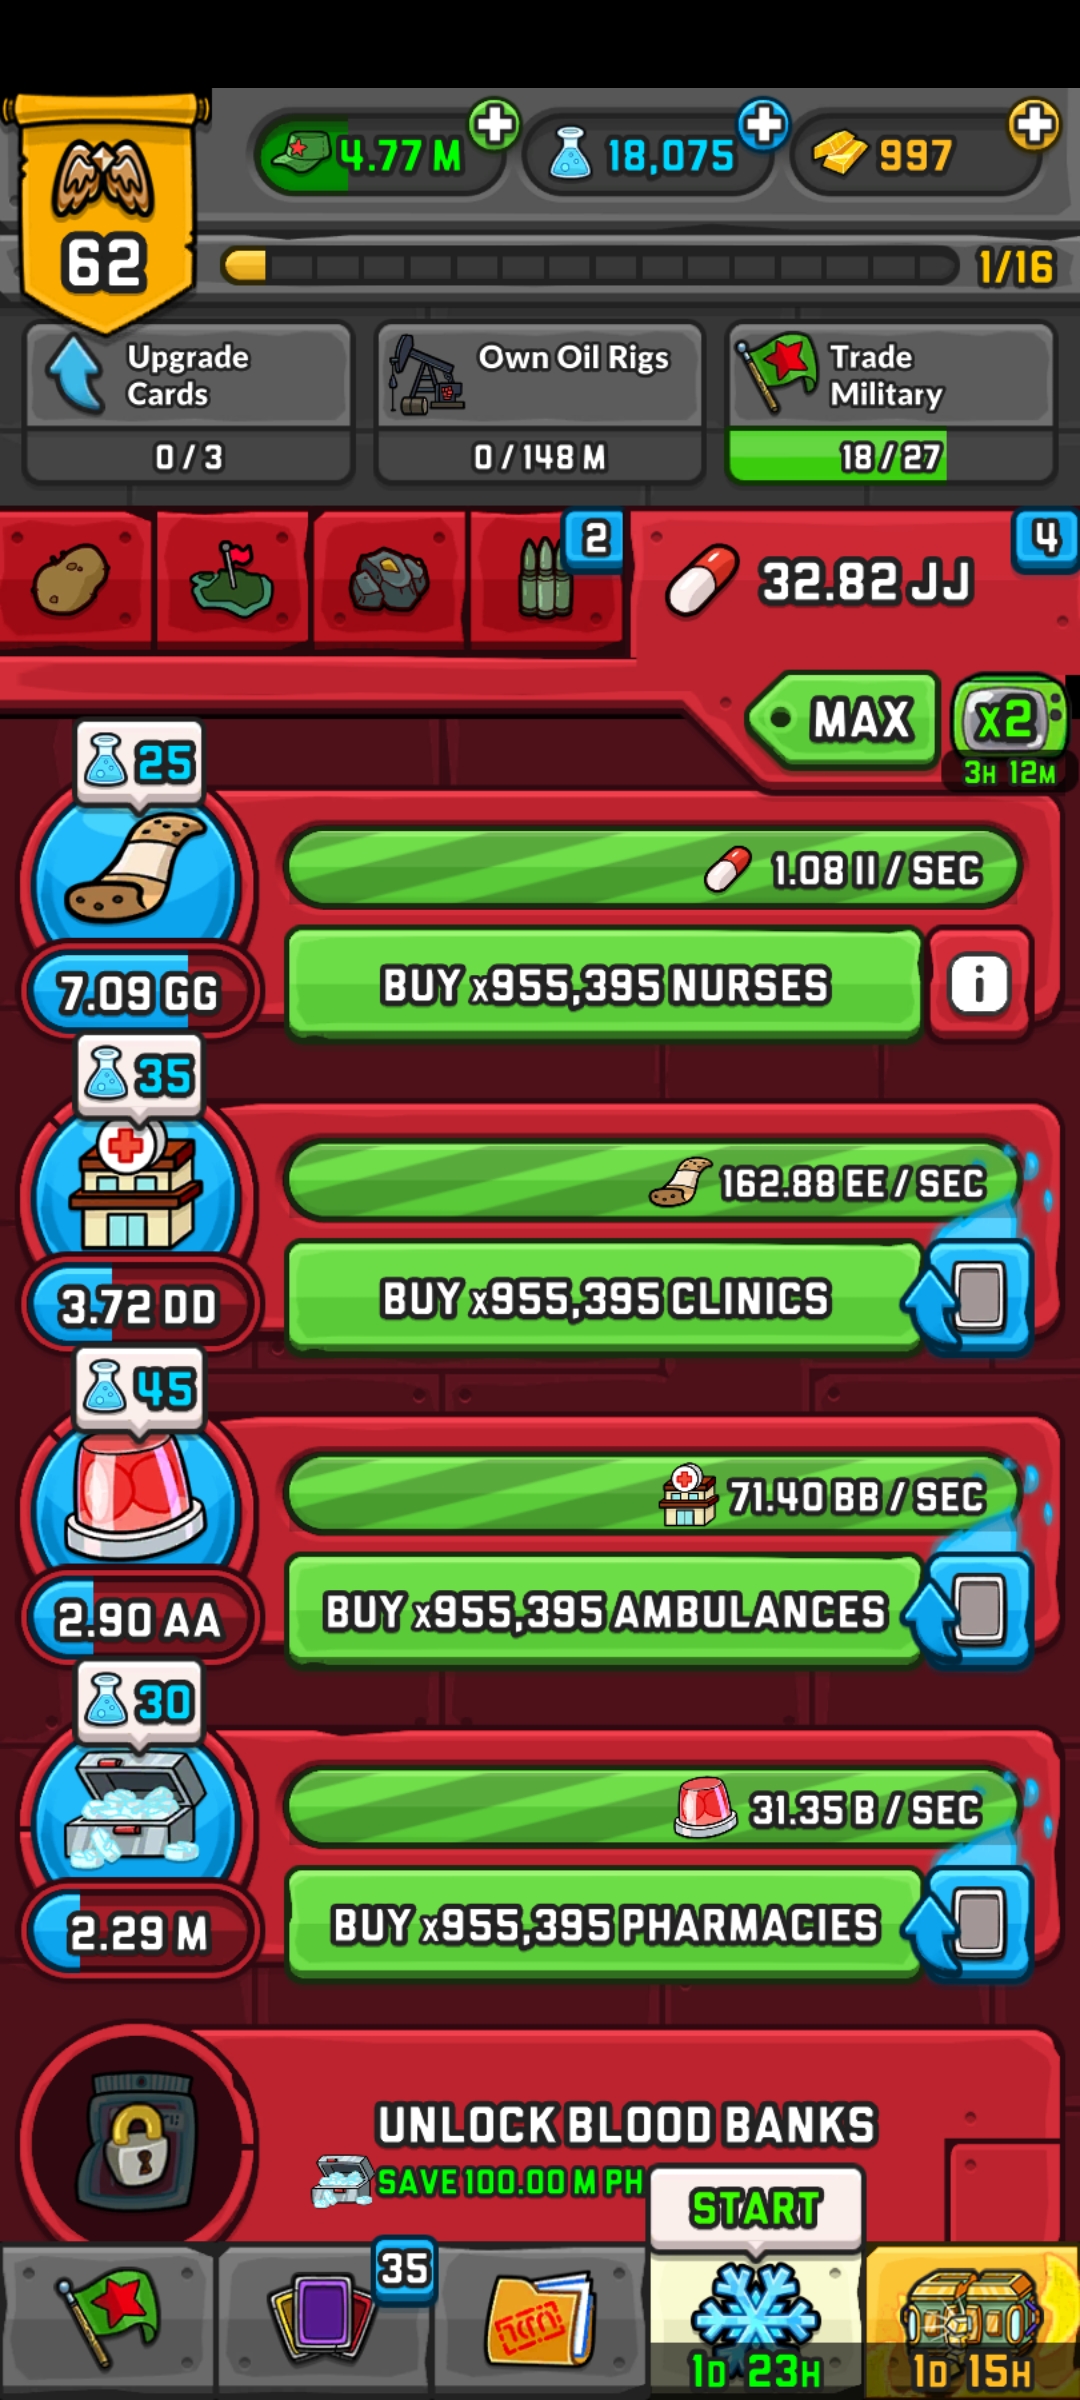 62
4.77 M
18,075
997
1/16
Upgrade
Cards
0 / 3
Own Oil Rigs
0 / 148 M
Trade
Military
18 / 27
2
32.82 JJ
4
MAX
x2
3H 12M
25
1.08 II / SEC
7.09 GG
BUY x955,395 NURSES
i
35
162.88 EE / SEC
3.72 DD
BUY x955,395 CLINICS
45
71.40 BB / SEC
2.90 AA
BUY x955,395 AMBULANCES
30
31.35 B / SEC
2.29 M
BUY x955,395 PHARMACIES
UNLOCK BLOOD BANKS
SAVE 100.00 M PH
START
35
1D 23H
1D 15H